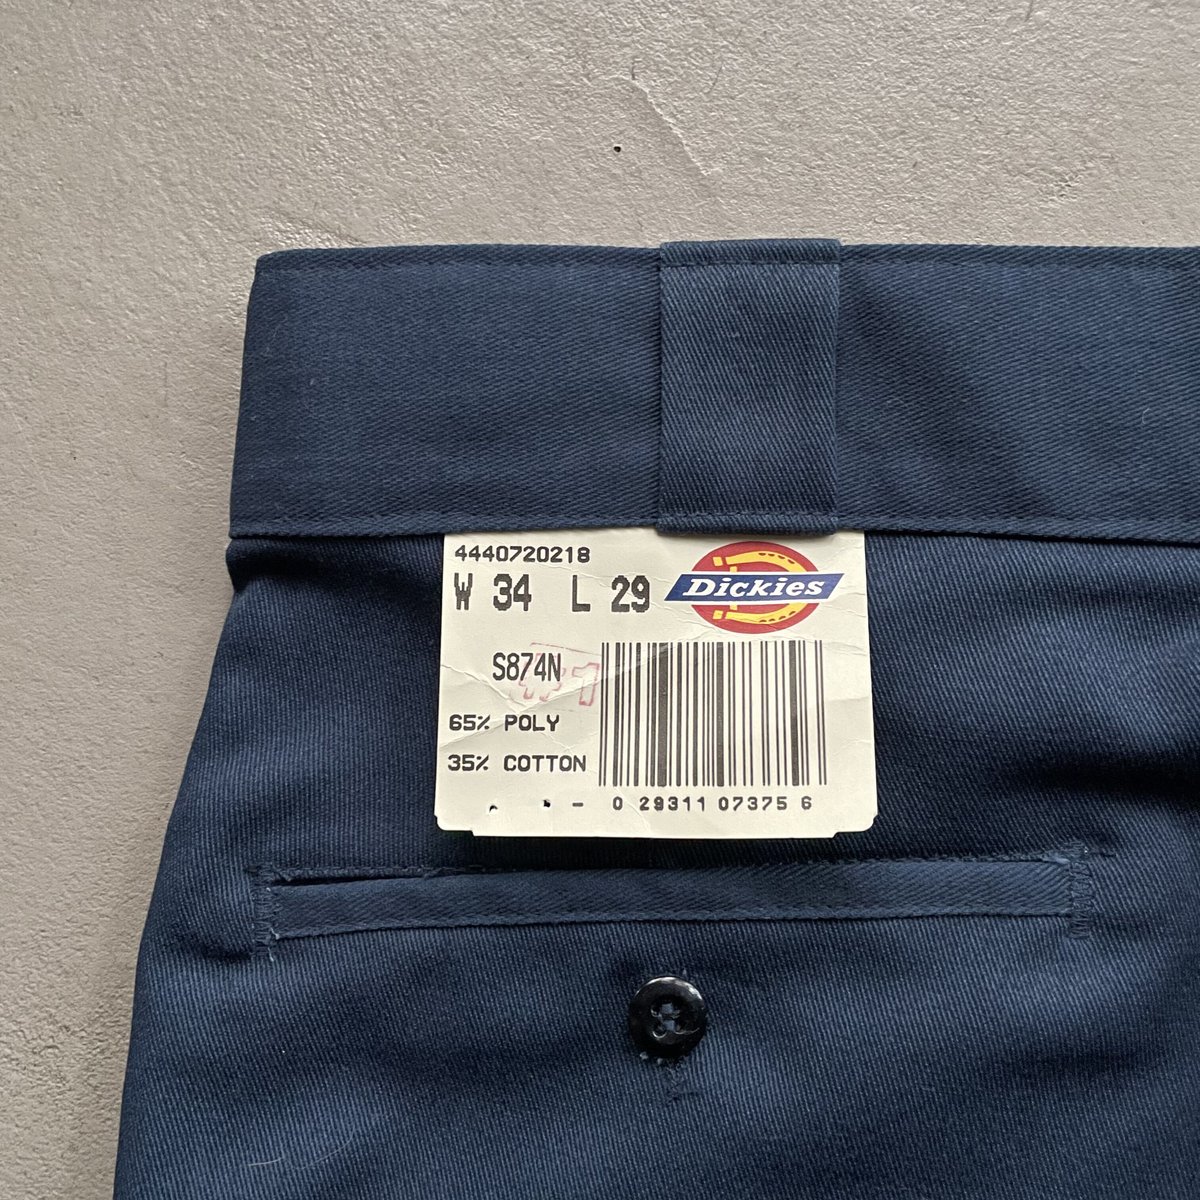 4440720218
W 34 L 29
Dickies
S874N
65% POLY
35% COTTON
0 29311 07375 6